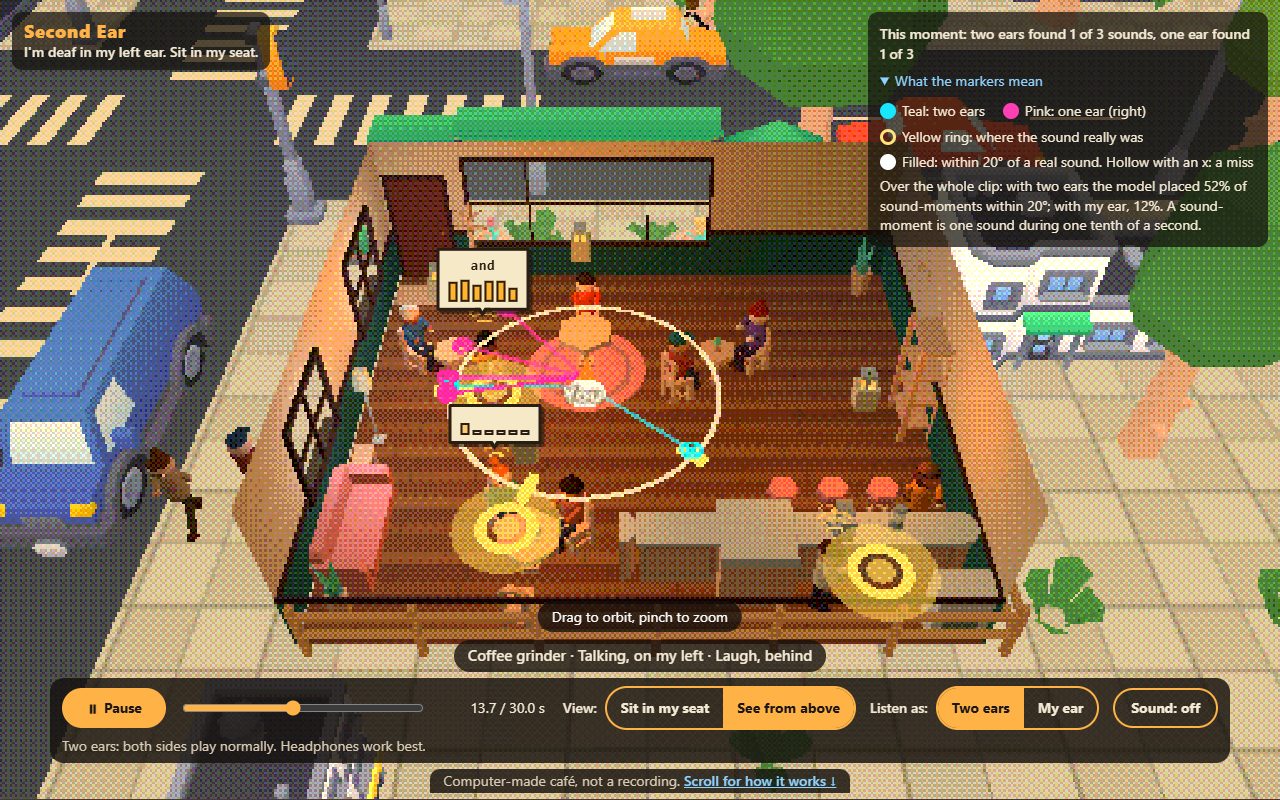 Second Ear
I'm deaf in my left ear. Sit in my seat.
This moment: two ears found 1 of 3 sounds, one ear found
1 of 3
▼ What the markers mean
Teal: two ears Pink: one ear (right)
Yellow ring: where the sound really was
Filled: within 20° of a real sound. Hollow with an x: a miss
Over the whole clip: with two ears the model placed 52% of
sound-moments within 20°; with my ear, 12%. A sound-
moment is one sound during one tenth of a second.
and
You
Drag to orbit, pinch to zoom
Coffee grinder · Talking, on my left · Laugh, behind
Pause
13.7 / 30.0 s
View:
Sit in my seat
See from above
Listen as:
Two ears
My ear
Sound: off
Two ears: both sides play normally. Headphones work best.
Computer-made café, not a recording. Scroll for how it works ↓